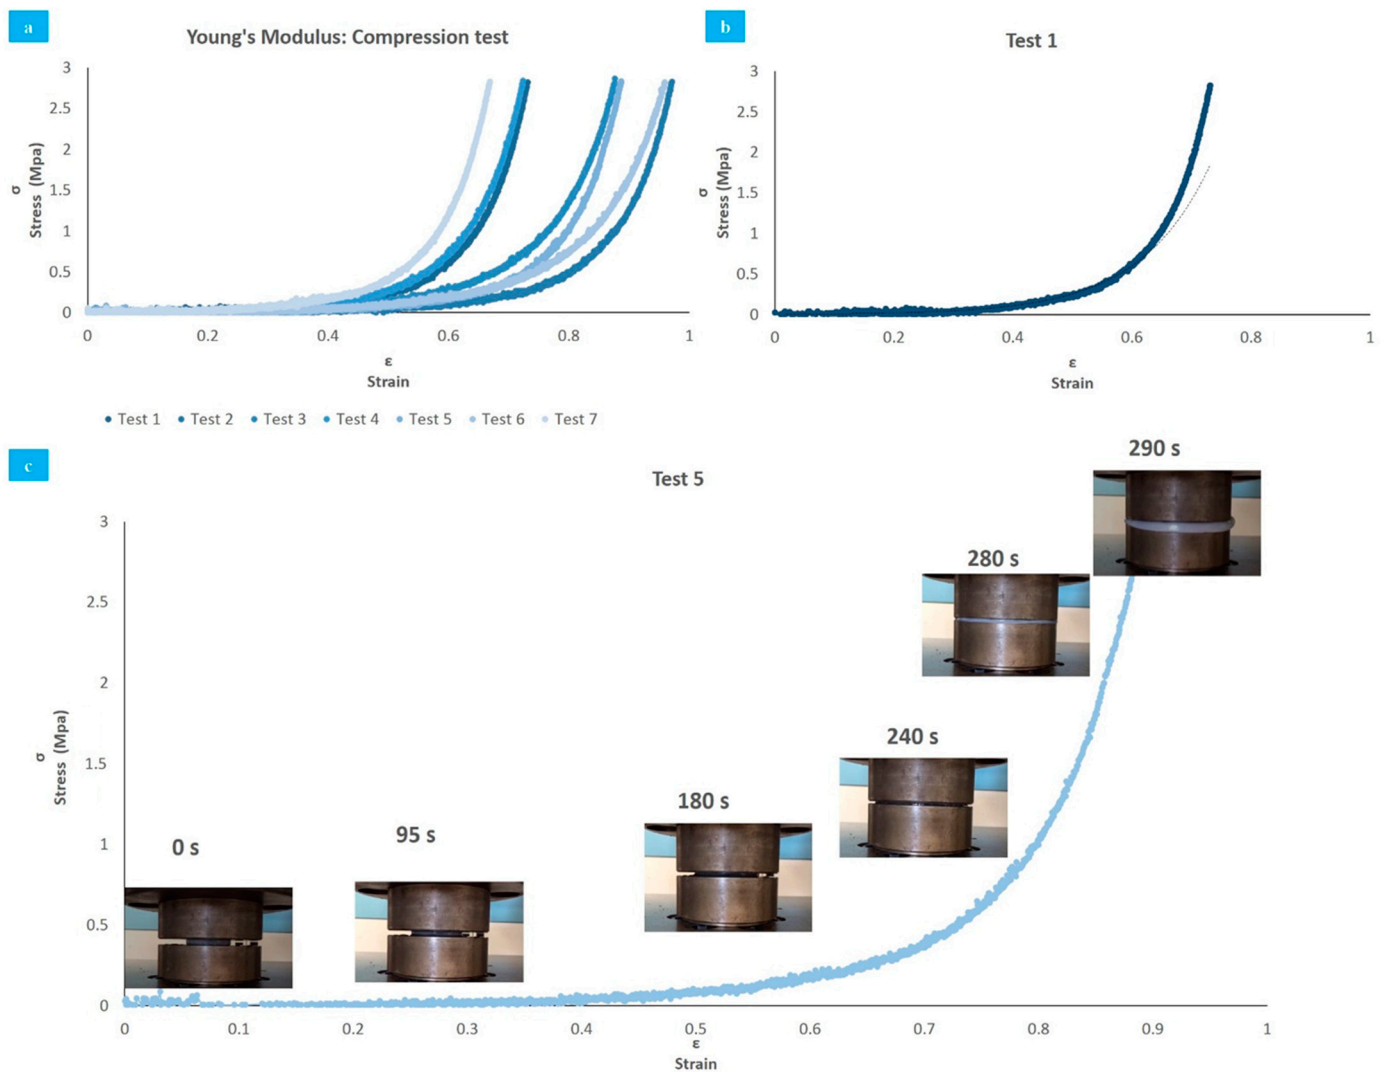 a
Young's Modulus: Compression test
3
2.5
2
1.5
1
0.5
0
σ
Stress (Mpa)
0 0.2 0.4 0.6 0.8 1
ε
Strain
Test 1 Test 2 Test 3 Test 4 Test 5 Test 6 Test 7
b
Test 1
3
2.5
2
1.5
1
0.5
0
σ
Stress (Mpa)
0 0.2 0.4 0.6 0.8 1
ε
Strain
c
Test 5
290 s
280 s
240 s
180 s
95 s
0 s
3
2.5
2
1.5
1
0.5
0
σ
Stress (Mpa)
0 0.1 0.2 0.3 0.4 0.5 0.6 0.7 0.8 0.9 1
ε
Strain